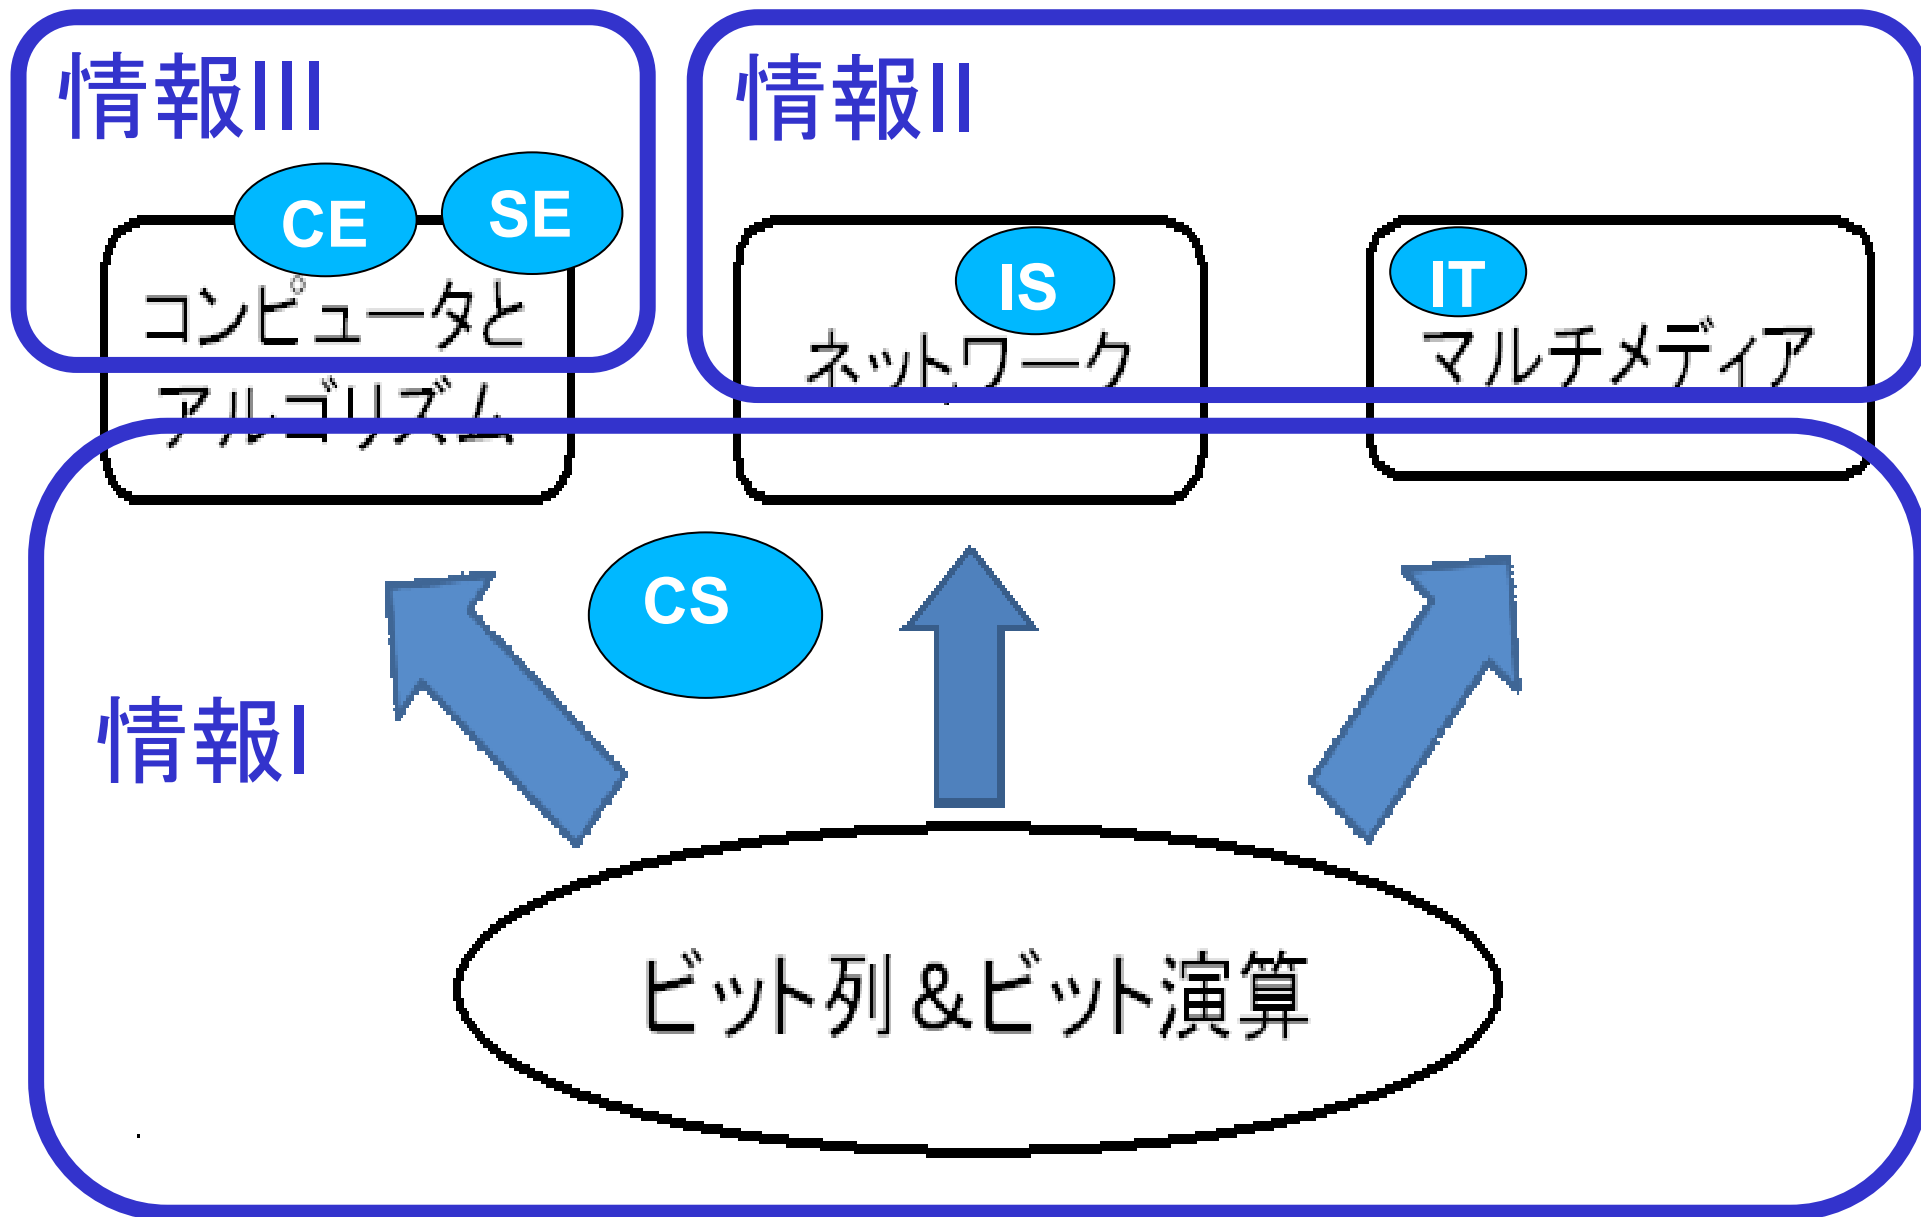 情報III
情報II
CE
SE
IS
IT
コンピュータと
アルゴリズム
ネットワーク
マルチメディア
CS
情報I
ビット列&ビット演算